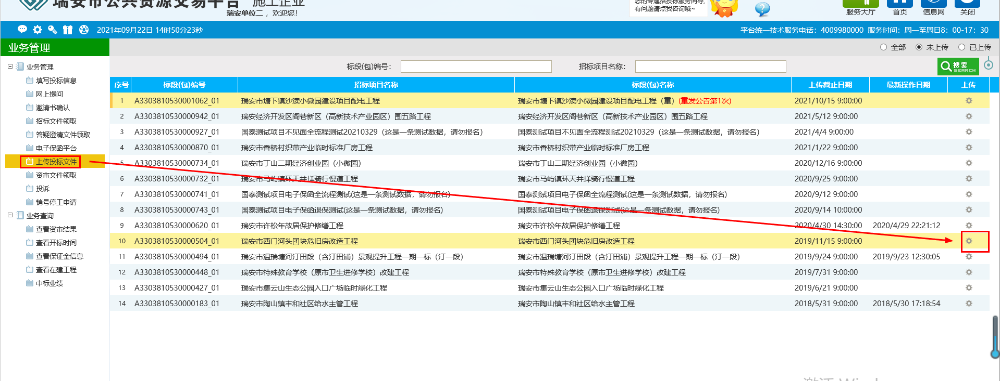 瑞安市公共资源交易平台 施工企业
瑞安单位二 ，欢迎您!
您的专属招投标服务向导,
有问题请点我咨询哦~
服务大厅 首页 信息网 关闭
2021年09月22日 14时50分23秒
平台统一技术服务电话：4009980000 服务时间：周一至周日8：00-17：30
业务管理
全部 未上传 已上传
标段(包)编号： 招标项目名称： 搜索 SEARCH
业务管理
填写投标信息
网上提问
邀请书确认
招标文件领取
答疑澄清文件领取
电子保函平台
上传投标文件
资审文件领取
投诉
销号停工申请
业务查询
查看资审结果
查看开标时间
查看保证金信息
查看在建工程
中标业绩
序号 标段(包)编号 招标项目名称 标段(包)名称 上传截止日期 最新操作日期 上传
1 A3303810530001062_01 瑞安市塘下镇沙渎小微园建设项目配电工程 瑞安市塘下镇沙渎小微园建设项目配电工程（重）(重发公告第1次) 2021/10/15 9:00:00
2 A3303810530000942_01 瑞安经济开发区阁巷新区（高新技术产业园区）围五路工程 瑞安经济开发区阁巷新区（高新技术产业园区）围五路工程 2021/5/12 9:00:00
3 A3303810530000927_01 国泰测试项目不见面全流程测试20210329（这是一条测试数据，请勿报名） 国泰测试项目不见面全流程测试20210329（这是一条测试数据，请勿报名） 2021/4/4 9:00:00
4 A3303810530000870_01 瑞安市香桥村织带产业临时标准厂房工程 瑞安市香桥村织带产业临时标准厂房工程 2021/1/22 9:00:00
5 A3303810530000734_01 瑞安市丁山二期经济创业园（小微园） 瑞安市丁山二期经济创业园（小微园） 2020/12/16 9:00:00
6 A3303810530000732_01 瑞安市马屿镇环天井垟骑行慢道工程 瑞安市马屿镇环天井垟骑行慢道工程 2020/9/25 9:00:00
7 A3303810530000741_01 国泰测试项目电子保函全流程测试(这是一条测试数据，请勿报名) 国泰测试项目电子保函全流程测试(这是一条测试数据，请勿报名) 2020/9/12 9:00:00
8 A3303810530000743_01 国泰测试项目电子保函退保测试(这是一条测试数据，请勿报名) 国泰测试项目电子保函退保测试(这是一条测试数据，请勿报名) 2020/9/14 10:00:00
9 A3303810530000620_01 瑞安市许松年故居保护修缮工程 瑞安市许松年故居保护修缮工程 2020/4/30 14:30:00 2020/4/29 22:21:12
10 A3303810530000504_01 瑞安市西门河头团块危旧房改造工程 瑞安市西门河头团块危旧房改造工程 2019/11/15 9:00:00
11 A3303810530000494_01 瑞安市温瑞塘河汀田段（含汀田浦）景观提升工程一期一标（汀一段） 瑞安市温瑞塘河汀田段（含汀田浦）景观提升工程一期一标（汀一段） 2019/9/24 9:00:00 2019/9/23 12:30:05
12 A3303810530000448_01 瑞安市特殊教育学校（原市卫生进修学校）改建工程 瑞安市特殊教育学校（原市卫生进修学校）改建工程 2019/7/31 9:00:00
13 A3303810530000427_01 瑞安市集云山生态公园入口广场临时绿化工程 瑞安市集云山生态公园入口广场临时绿化工程 2019/6/21 9:00:00
14 A3303810530000183_01 瑞安市陶山镇丰和社区给水主管工程 瑞安市陶山镇丰和社区给水主管工程 2018/5/31 9:00:00 2018/5/30 17:18:54